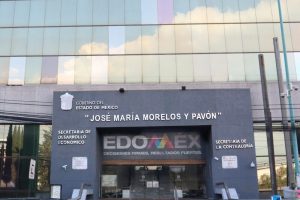 GOBIERNO DEL
ESTADO DE MÉXICO
"JOSÉ MARÍA MORELOS Y PAVÓN"
SECRETARÍA DE
DESARROLLO
ECONÓMICO
EDOMEX
DECISIONES FIRMES, RESULTADOS FUERTES.
SECRETARÍA DE
LA CONTRALORÍA